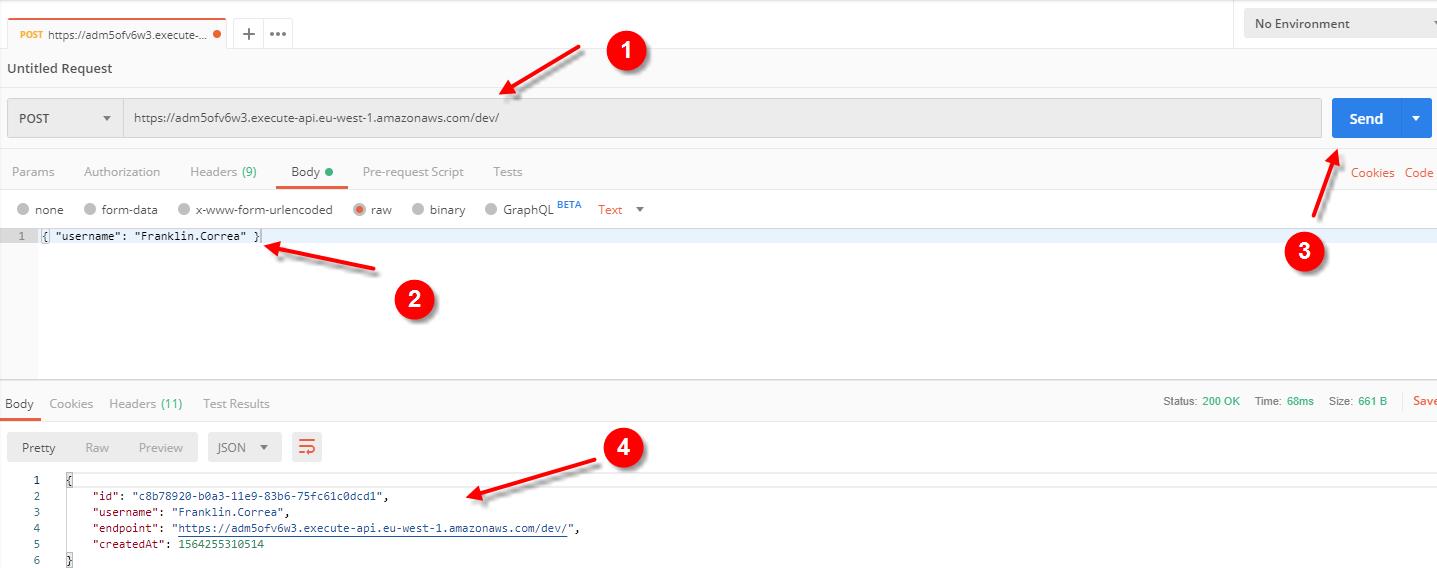 POST https://adm5ofv6w3.execute-... + ••• No Environment
1
Untitled Request
POST https://adm5ofv6w3.execute-api.eu-west-1.amazonaws.com/dev/ Send
Params Authorization Headers (9) Body Pre-request Script Tests Cookies Code
none form-data x-www-form-urlencoded raw binary GraphQL BETA Text
1 { "username": "Franklin.Correa" }
3
2
Body Cookies Headers (11) Test Results Status: 200 OK Time: 68ms Size: 661 B Save
Pretty Raw Preview JSON
4
1 {
2 "id": "c8b78920-b0a3-11e9-83b6-75fc61c0dcd1",
3 "username": "Franklin.Correa",
4 "endpoint": "https://adm5ofv6w3.execute-api.eu-west-1.amazonaws.com/dev/",
5 "createdAt": 1564255310514
6 }